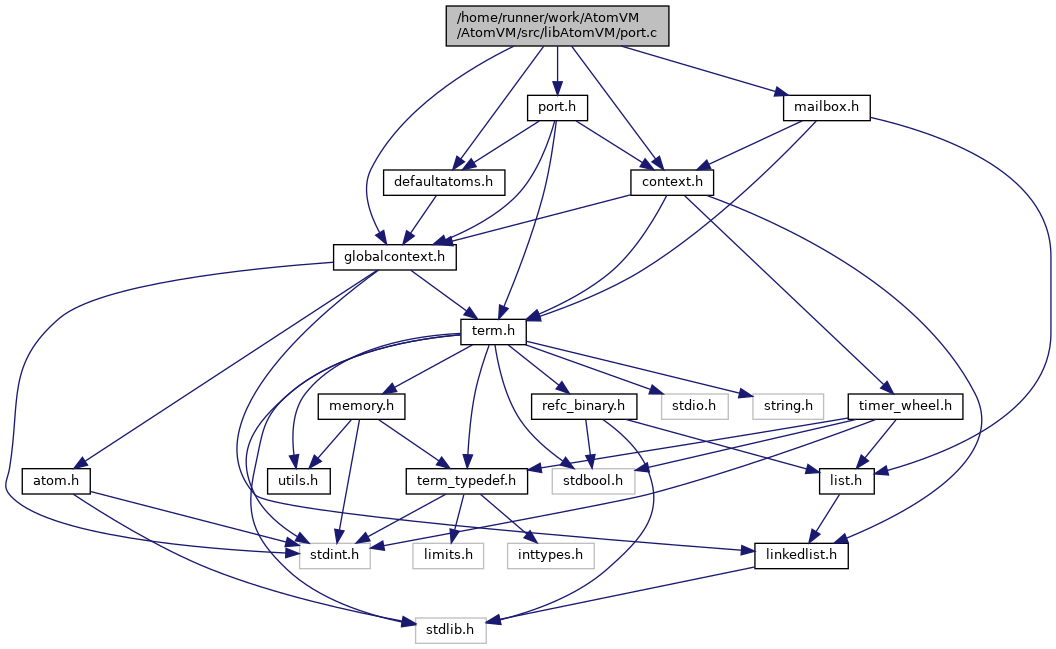 /home/runner/work/AtomVM
/AtomVM/src/libAtomVM/port.c
port.h
mailbox.h
defaultatoms.h
context.h
globalcontext.h
term.h
memory.h
refc_binary.h
stdio.h
string.h
timer_wheel.h
atom.h
utils.h
term_typedef.h
stdbool.h
list.h
stdint.h
limits.h
inttypes.h
linkedlist.h
stdlib.h